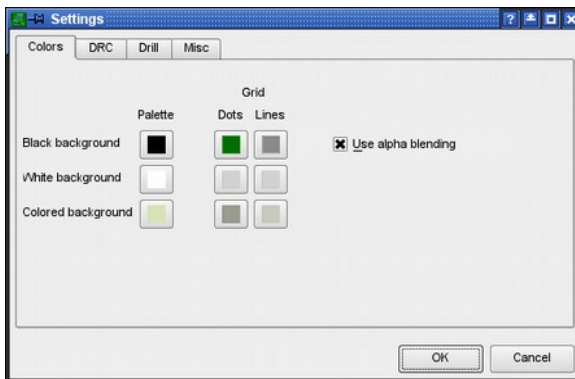 Settings
?
Colors DRC Drill Misc
Grid
Palette Dots Lines
Black background
Use alpha blending
White background
Colored background
OK Cancel